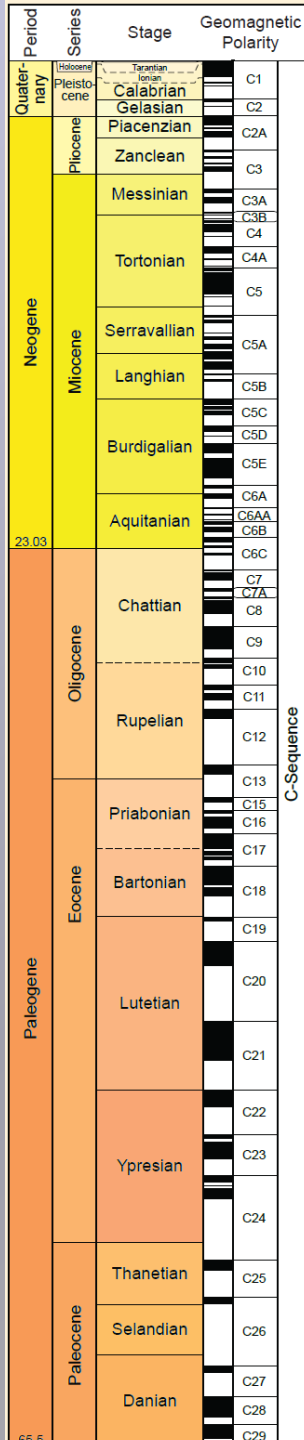 Period
Series
Stage
Geomagnetic
Polarity
Quater-
nary
Neogene
23.03
Paleogene
65.5
Holocene
Pleisto-
cene
Pliocene
Miocene
Oligocene
Eocene
Paleocene
Tarantian
Ionian
Calabrian
Gelasian
Piacenzian
Zanclean
Messinian
Tortonian
Serravallian
Langhian
Burdigalian
Aquitanian
Chattian
Rupelian
Priabonian
Bartonian
Lutetian
Ypresian
Thanetian
Selandian
Danian
C1
C2
C2A
C3
C3A
C3B
C4
C4A
C5
C5A
C5B
C5C
C5D
C5E
C6A
C6AA
C6B
C6C
C7
C7A
C8
C9
C10
C11
C12
C13
C15
C16
C17
C18
C19
C20
C21
C22
C23
C24
C25
C26
C27
C28
C29
C-Sequence